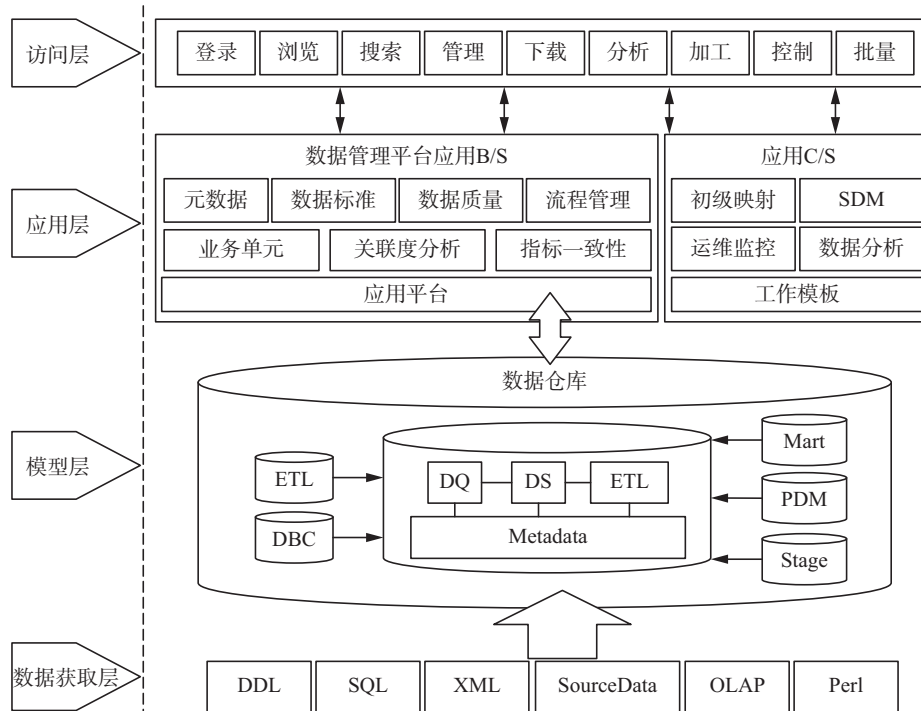 访问层
登录 浏览 搜索 管理 下载 分析 加工 控制 批量
应用层
数据管理平台应用B/S
元数据 数据标准 数据质量 流程管理
业务单元 关联度分析 指标一致性
应用平台
应用C/S
初级映射 SDM
运维监控 数据分析
工作模板
模型层
数据仓库
ETL
DBC
DQ DS ETL
Metadata
Mart
PDM
Stage
数据获取层
DDL SQL XML SourceData OLAP Perl